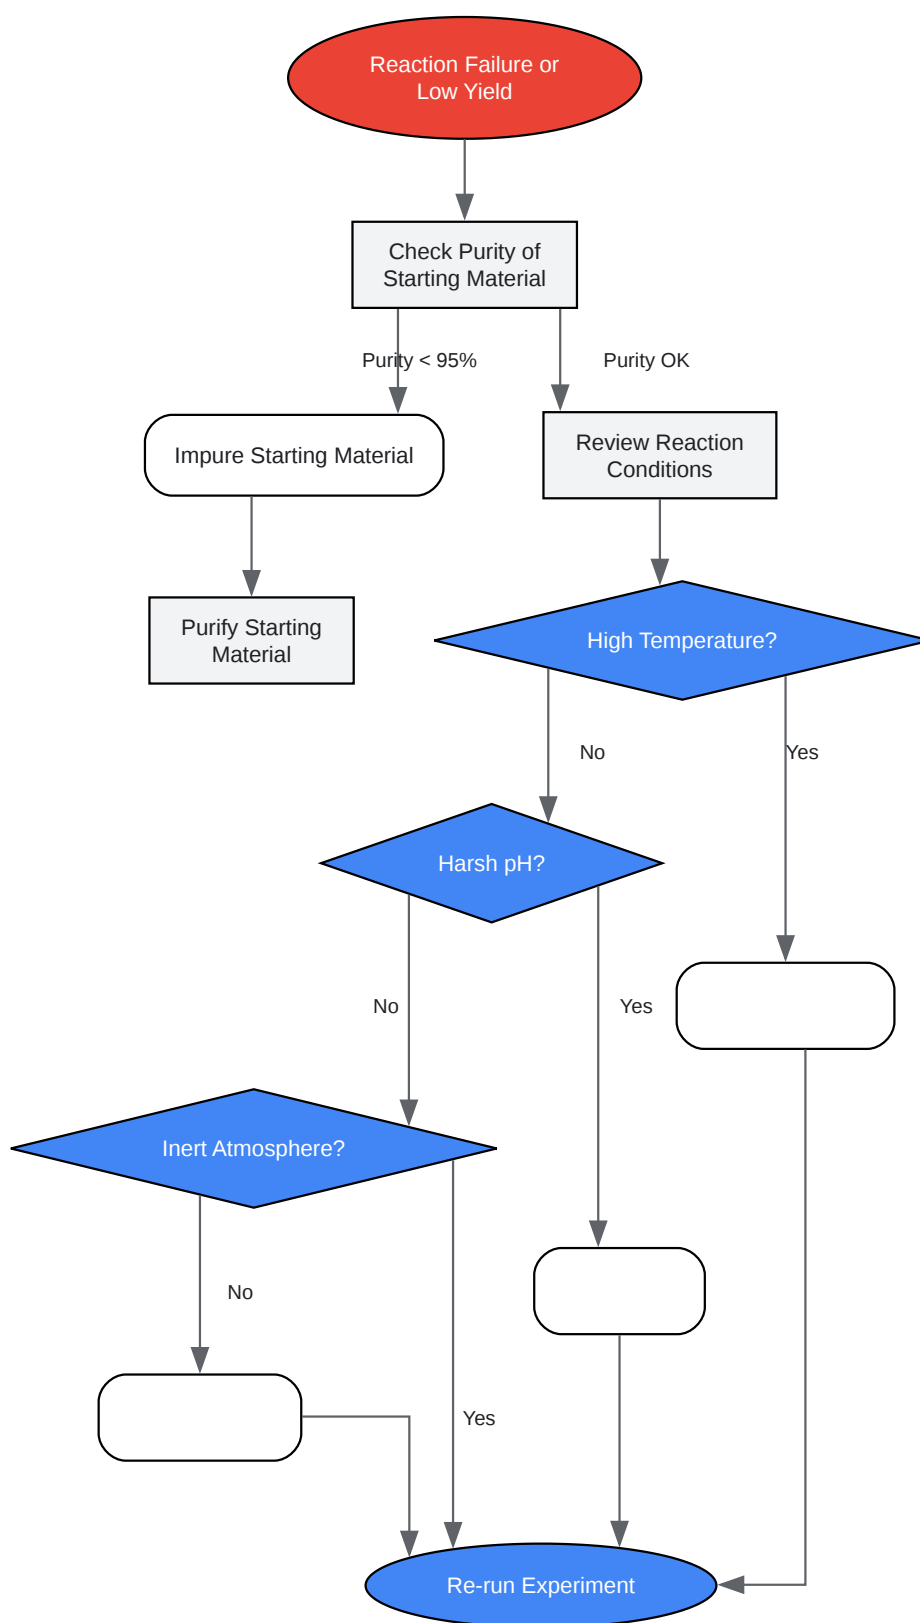 Reaction Failure or
Low Yield
Check Purity of
Starting Material
Purity < 95%
Purity OK
Impure Starting Material
Review Reaction
Conditions
Purify Starting
Material
High Temperature?
No
Yes
Harsh pH?
No
Yes
Inert Atmosphere?
No
Yes
Re-run Experiment